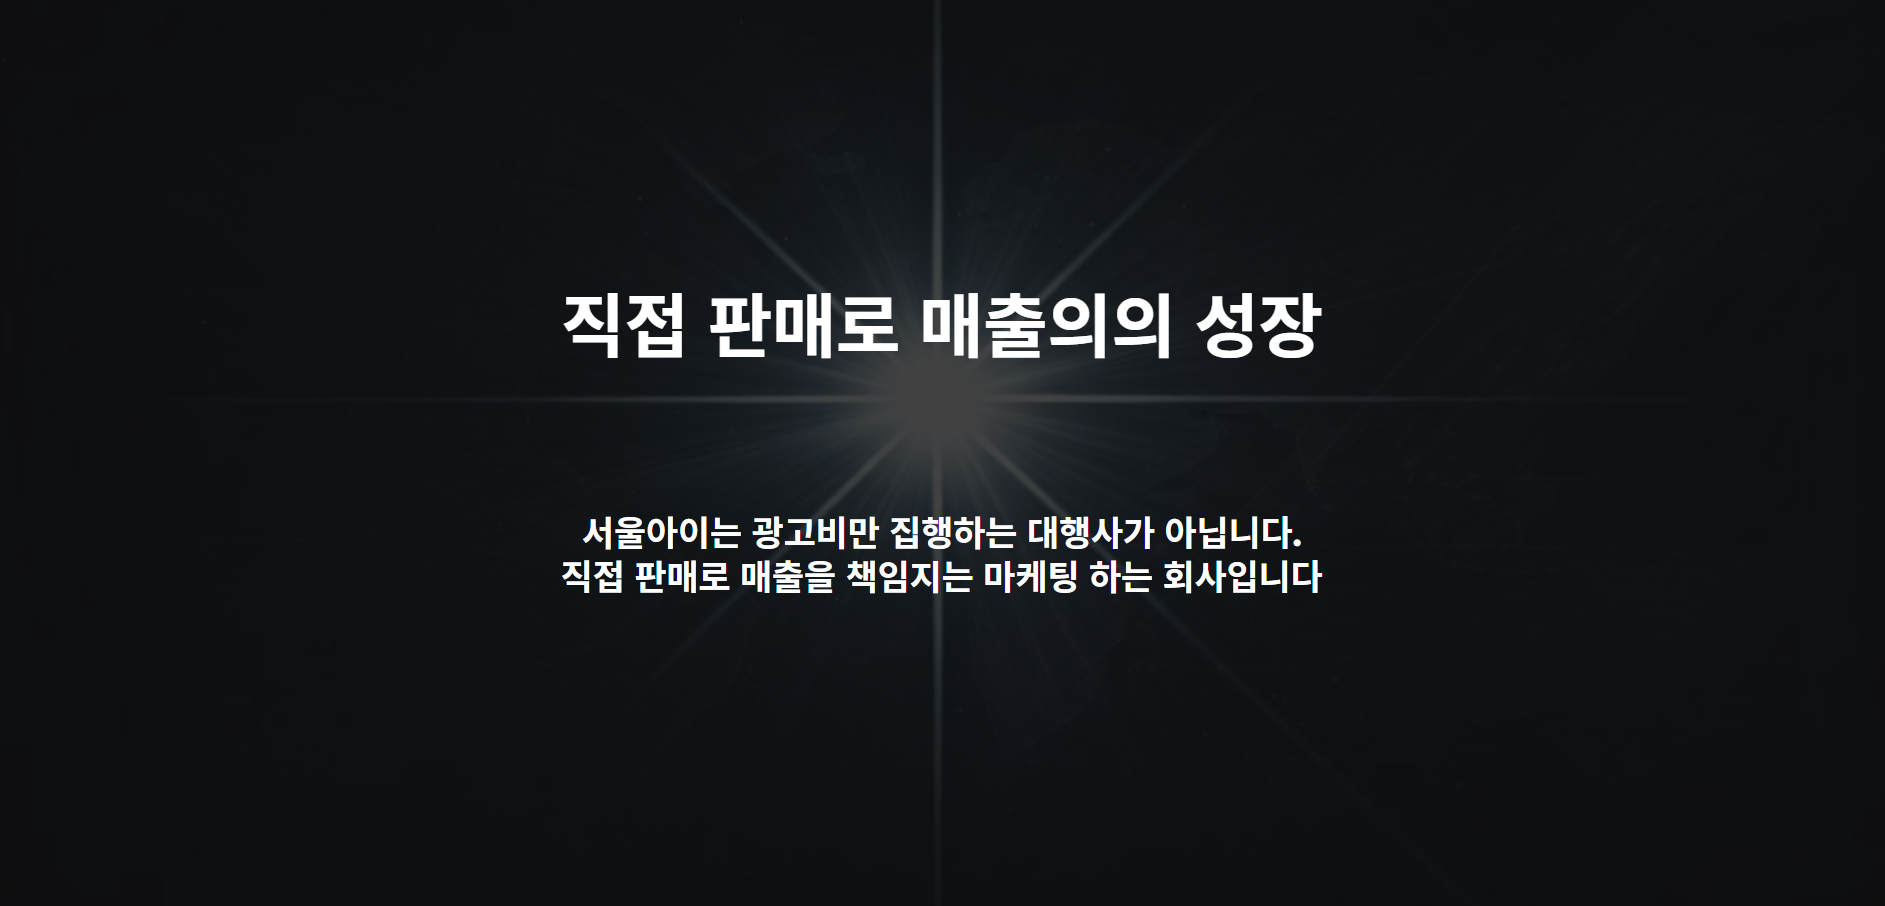 직접 판매로 매출의의 성장
서울아이는 광고비만 집행하는 대행사가 아닙니다.
직접 판매로 매출을 책임지는 마케팅 하는 회사입니다